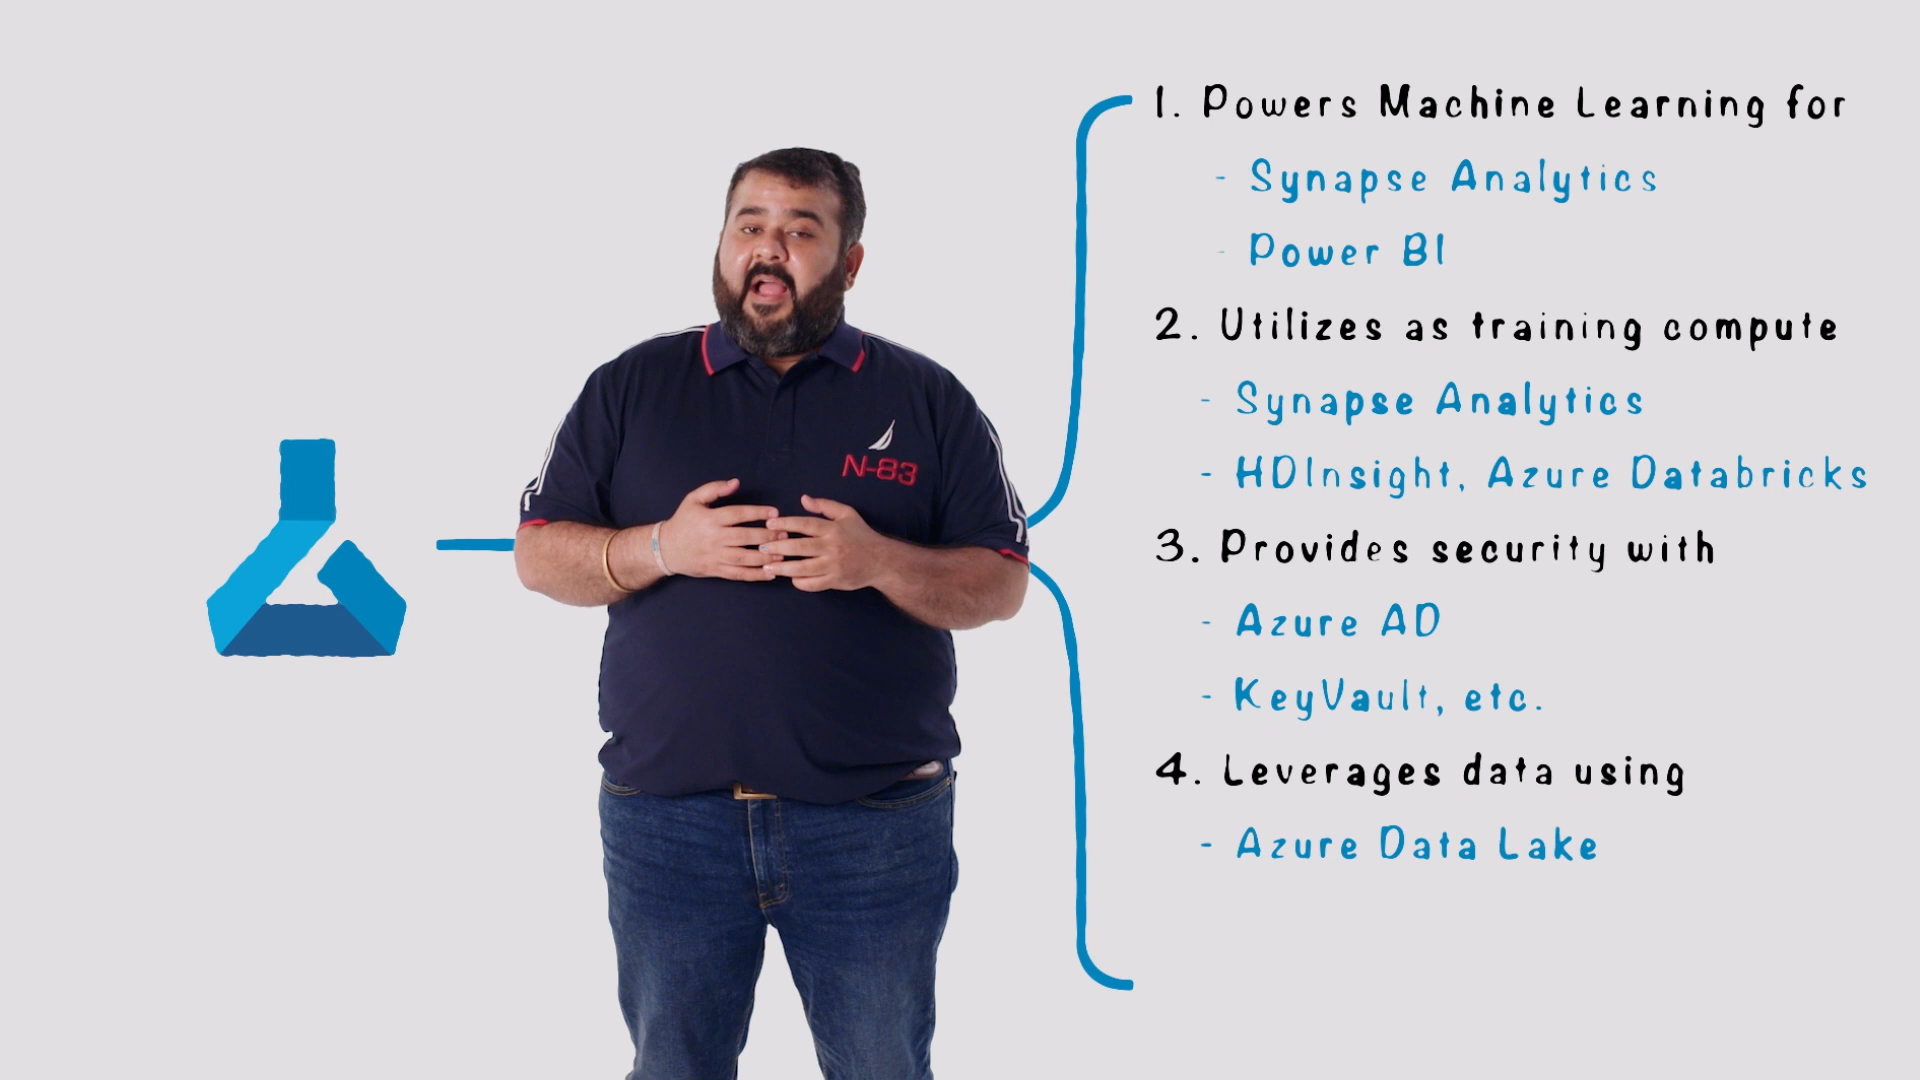 1. Powers Machine Learning for
- Synapse Analytics
- Power BI
2. Utilizes as training compute
- Synapse Analytics
- HDInsight, Azure Databricks
3. Provides security with
- Azure AD
- KeyVault, etc.
4. Leverages data using
- Azure Data Lake
N-83